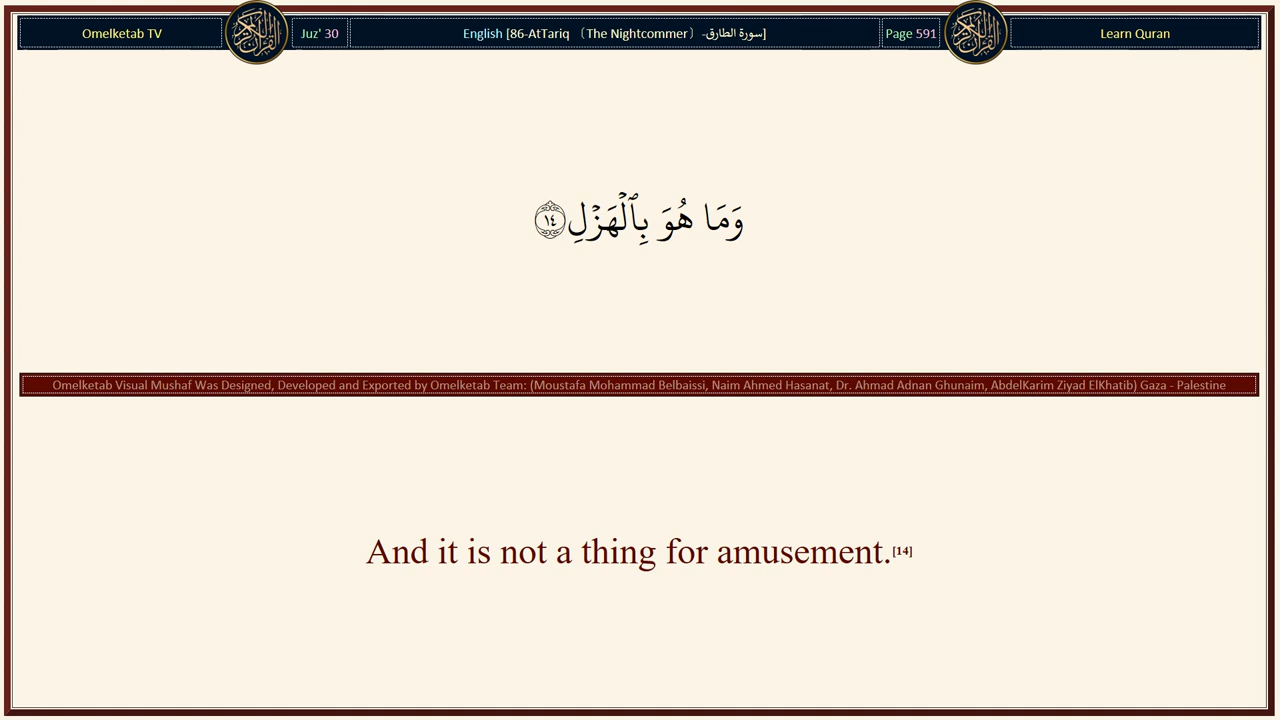 Omelketab TV
Juz' 30
English [86-AtTariq （The Nightcommer） -سورة الطارق]
Page 591
Learn Quran
وَمَا هُوَ بِٱلۡهَزۡلِ ١٤
Omelketab Visual Mushaf Was Designed, Developed and Exported by Omelketab Team: (Moustafa Mohammad Belbaissi, Naim Ahmed Hasanat, Dr. Ahmad Adnan Ghunaim, AbdelKarim Ziyad ElKhatib) Gaza - Palestine
And it is not a thing for amusement.[14]